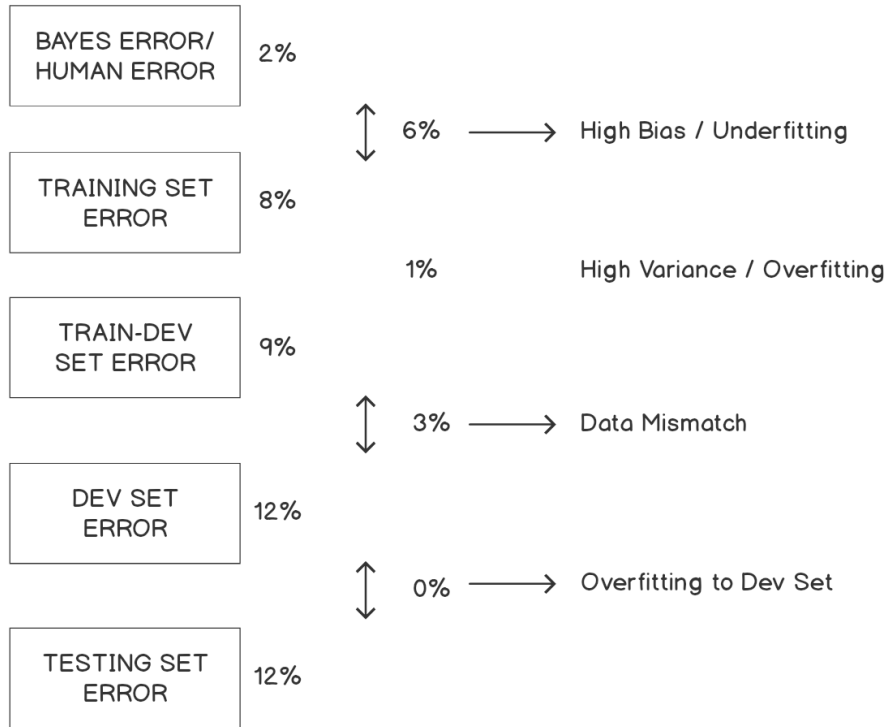 BAYES ERROR/
HUMAN ERROR
2%
6%
High Bias / Underfitting
TRAINING SET
ERROR
8%
1%
High Variance / Overfitting
TRAIN-DEV
SET ERROR
9%
3%
Data Mismatch
DEV SET
ERROR
12%
0%
Overfitting to Dev Set
TESTING SET
ERROR
12%